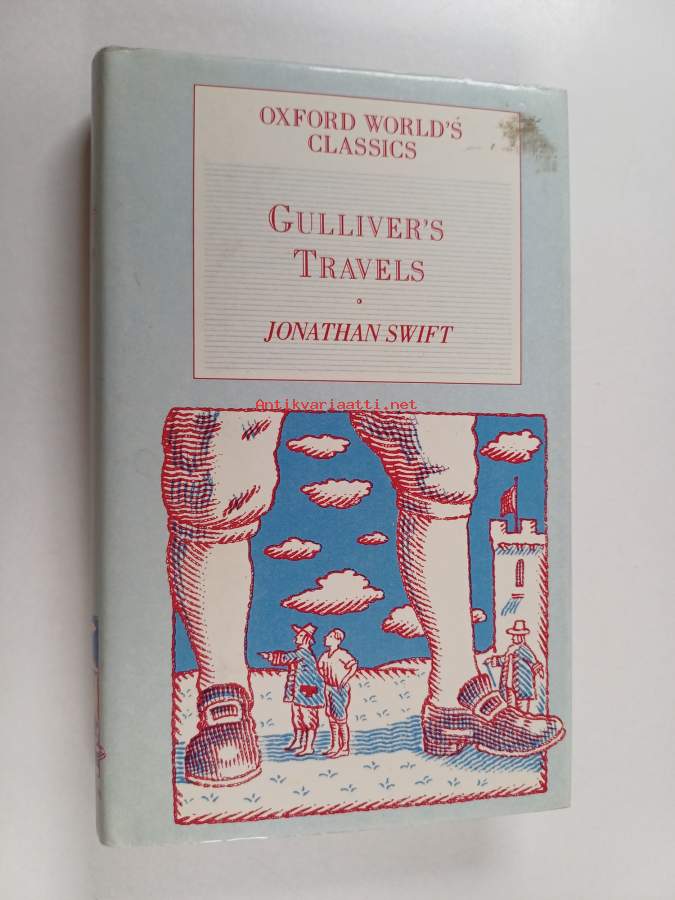 OXFORD WORLD'S
CLASSICS
GULLIVER'S
TRAVELS
JONATHAN SWIFT
Antikvariaatti.net